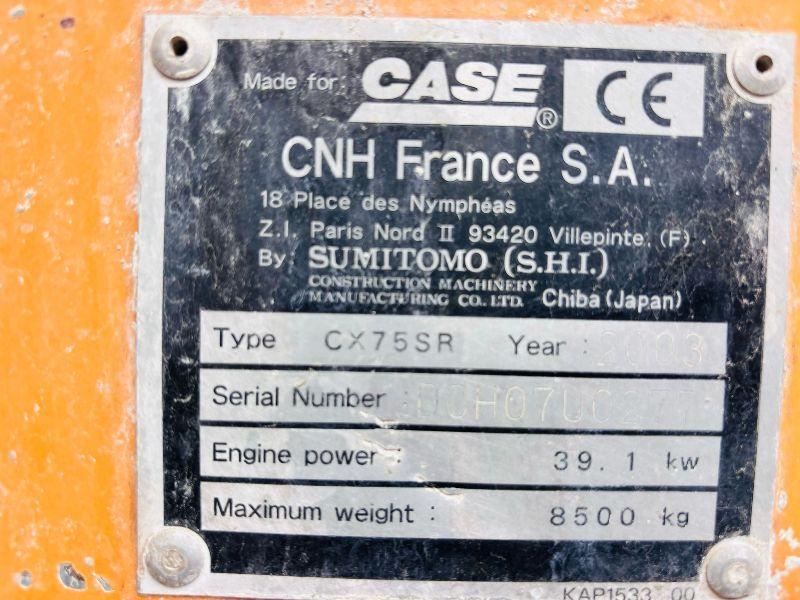 Made for: CASE ® CE
CNH France S.A.
18 Place des Nymphéas
Z.I. Paris Nord II 93420 Villepinte. (F)
By SUMITOMO (S.H.I.)
CONSTRUCTION MACHINERY
MANUFACTURING CO. LTD. Chiba (Japan)
Type CX75SR Year : 2003
Serial Number :
Engine power : 39.1 kw
Maximum weight : 8500 kg
KAP1533 00